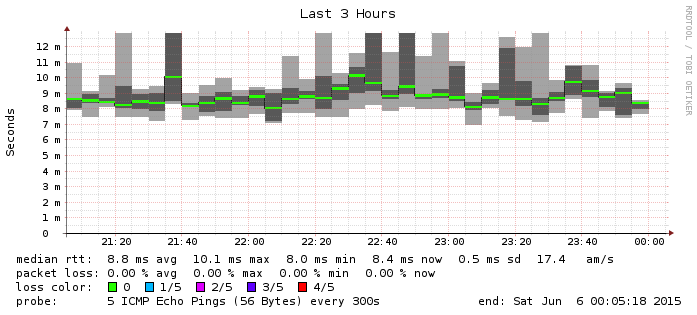 Last 3 Hours
RRDTOOL / TOBI OETIKER
Seconds
12 m
11 m
10 m
9 m
8 m
7 m
6 m
5 m
4 m
3 m
2 m
1 m
0
21:20 21:40 22:00 22:20 22:40 23:00 23:20 23:40 00:00
median rtt: 8.8 ms avg 10.1 ms max 8.0 ms min 8.4 ms now 0.5 ms sd 17.4 am/s
packet loss: 0.00 % avg 0.00 % max 0.00 % min 0.00 % now
loss color: 0 1/5 2/5 3/5 4/5
probe: 5 ICMP Echo Pings (56 Bytes) every 300s end: Sat Jun 6 00:05:18 2015